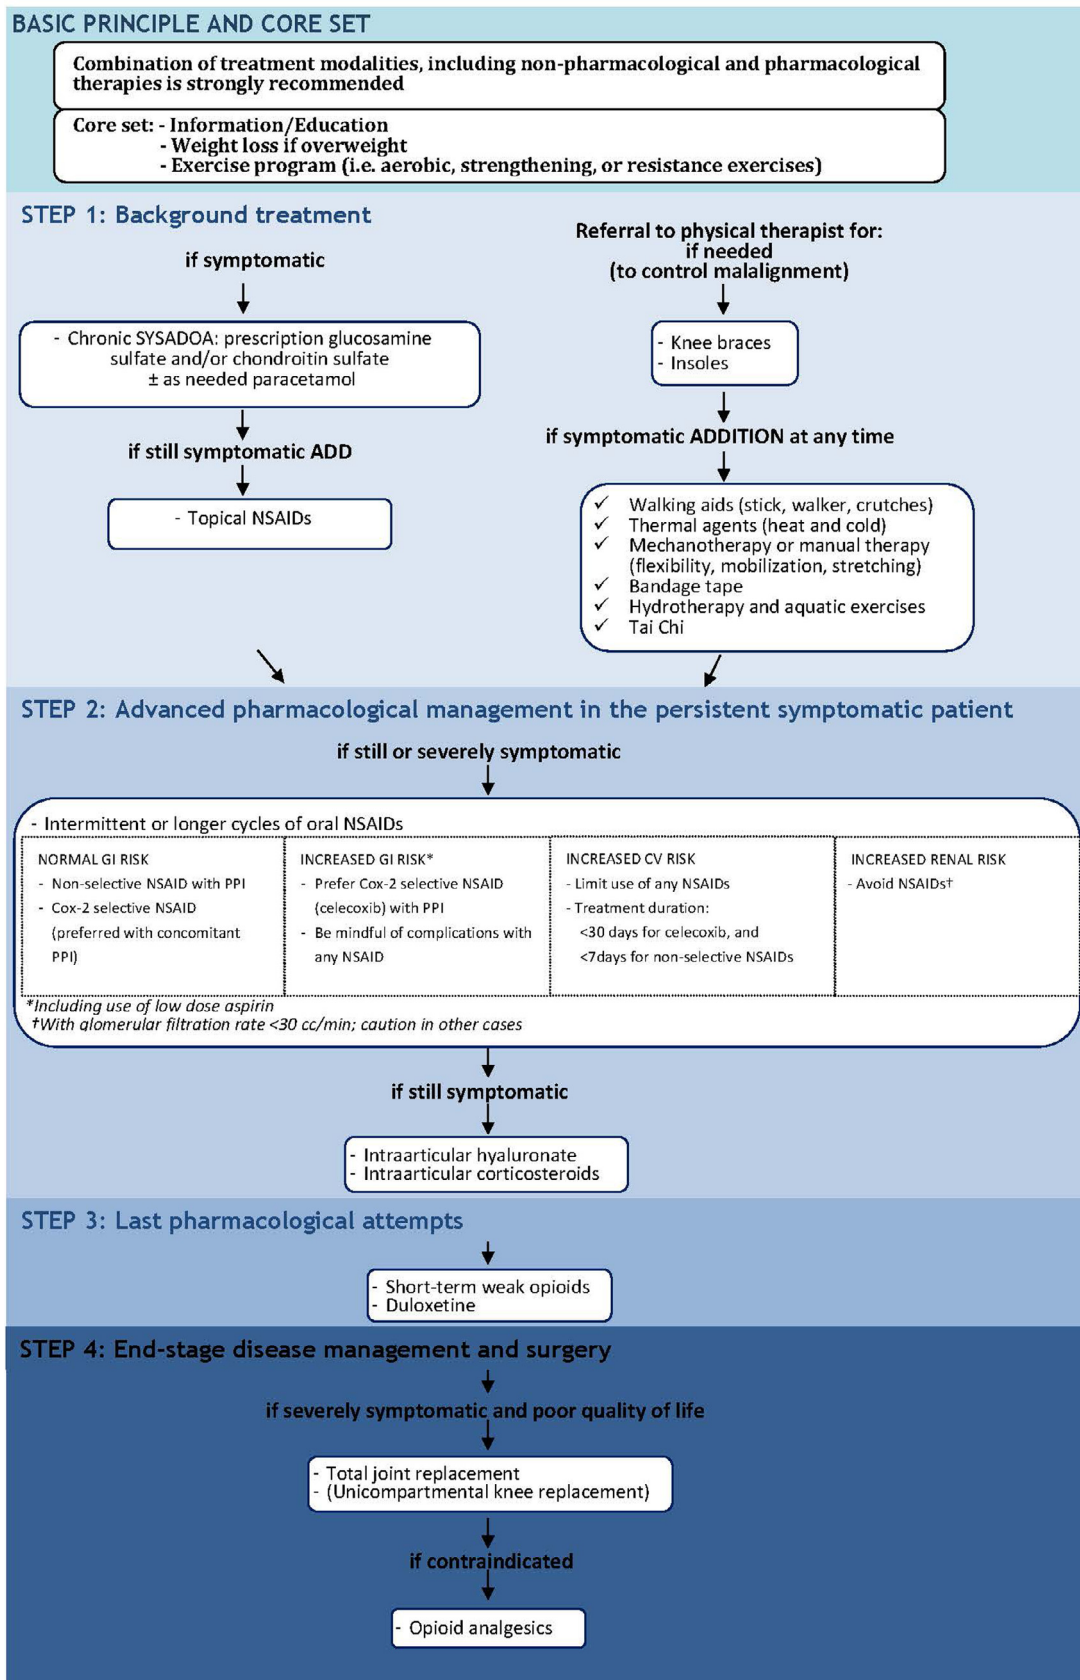 BASIC PRINCIPLE AND CORE SET
Combination of treatment modalities, including non-pharmacological and pharmacological
therapies is strongly recommended
Core set: - Information/Education
- Weight loss if overweight
- Exercise program (i.e. aerobic, strengthening, or resistance exercises)
STEP 1: Background treatment
if symptomatic
- Chronic SYSADOA: prescription glucosamine
sulfate and/or chondroitin sulfate
± as needed paracetamol
if still symptomatic ADD
- Topical NSAIDs
Referral to physical therapist for:
if needed
(to control malalignment)
- Knee braces
- Insoles
if symptomatic ADDITION at any time
✓ Walking aids (stick, walker, crutches)
✓ Thermal agents (heat and cold)
✓ Mechanotherapy or manual therapy
(flexibility, mobilization, stretching)
✓ Bandage tape
✓ Hydrotherapy and aquatic exercises
✓ Tai Chi
STEP 2: Advanced pharmacological management in the persistent symptomatic patient
if still or severely symptomatic
- Intermittent or longer cycles of oral NSAIDs
NORMAL GI RISK
- Non-selective NSAID with PPI
- Cox-2 selective NSAID
(preferred with concomitant
PPI)
INCREASED GI RISK*
- Prefer Cox-2 selective NSAID
(celecoxib) with PPI
- Be mindful of complications with
any NSAID
INCREASED CV RISK
- Limit use of any NSAIDs
- Treatment duration:
<30 days for celecoxib, and
<7days for non-selective NSAIDs
INCREASED RENAL RISK
- Avoid NSAIDs†
*Including use of low dose aspirin
†With glomerular filtration rate <30 cc/min; caution in other cases
if still symptomatic
- Intraarticular hyaluronate
- Intraarticular corticosteroids
STEP 3: Last pharmacological attempts
- Short-term weak opioids
- Duloxetine
STEP 4: End-stage disease management and surgery
if severely symptomatic and poor quality of life
- Total joint replacement
- (Unicompartmental knee replacement)
if contraindicated
- Opioid analgesics